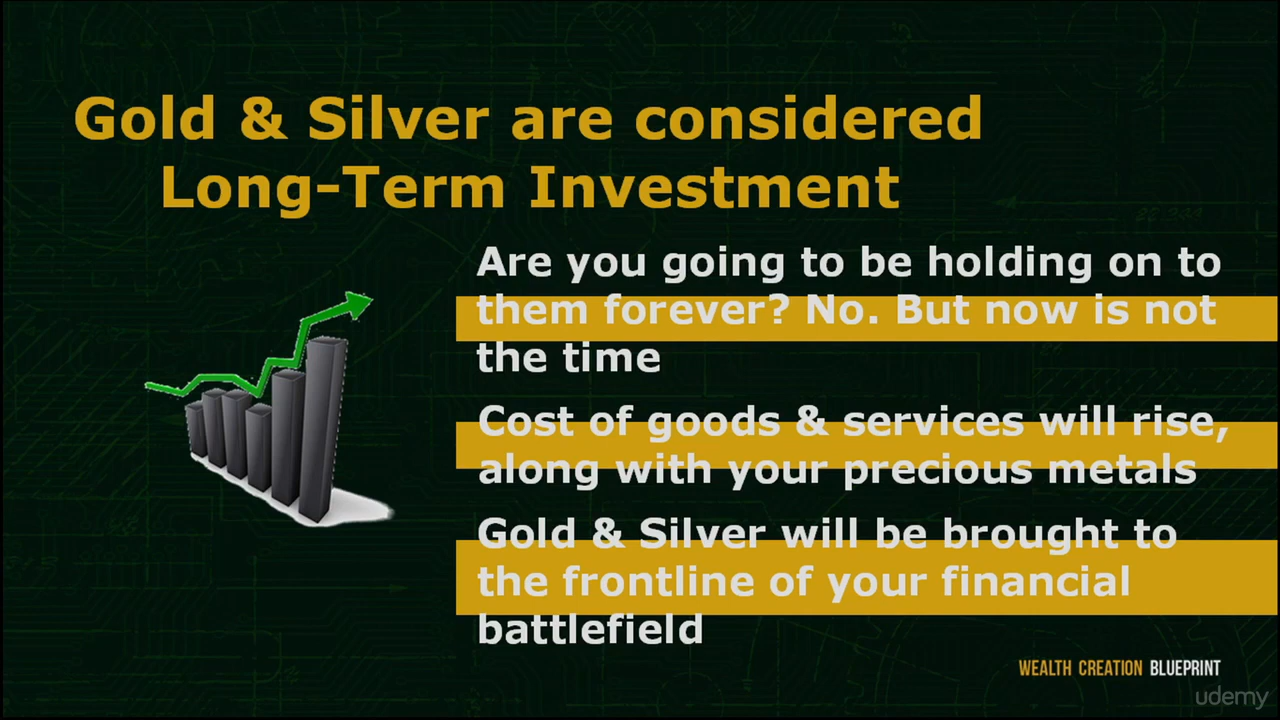 Gold & Silver are considered
Long-Term Investment
Are you going to be holding on to
them forever? No. But now is not
the time
Cost of goods & services will rise,
along with your precious metals
Gold & Silver will be brought to
the frontline of your financial
battlefield
WEALTH CREATION BLUEPRINT
udemy